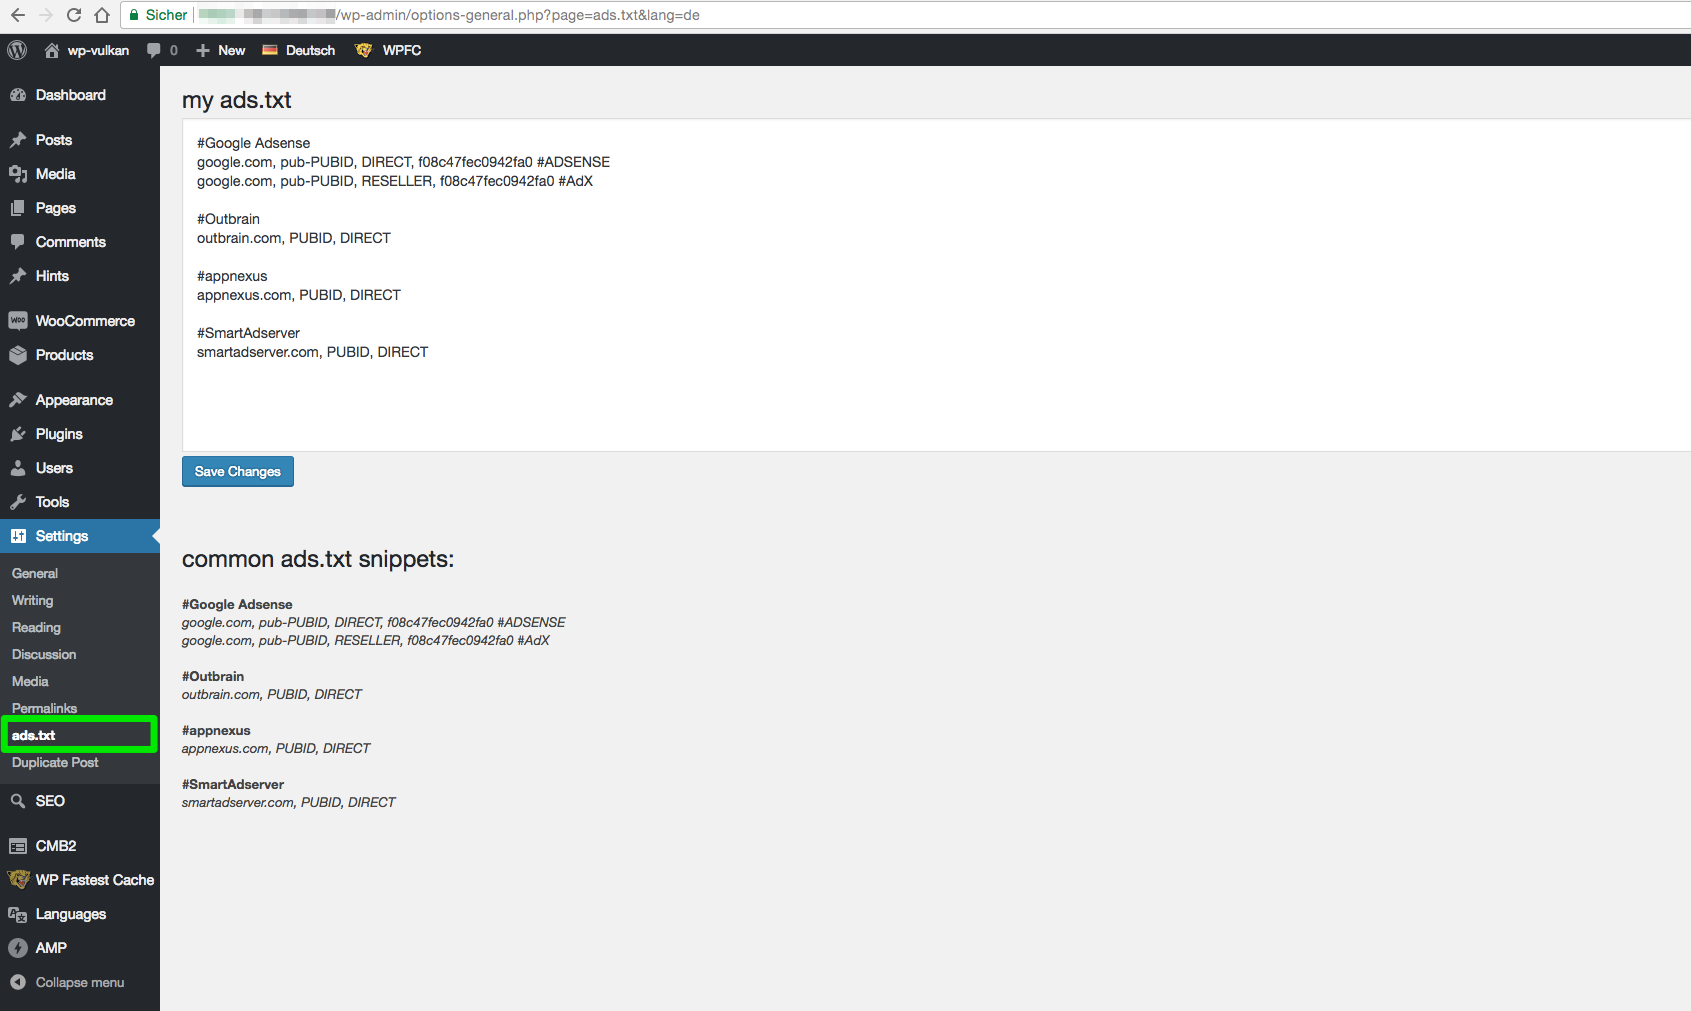 Sicher
/wp-admin/options-general.php?page=ads.txt&lang=de
wp-vulkan
0
New
Deutsch
WPFC
Dashboard
Posts
Media
Pages
Comments
Hints
WOO
WooCommerce
Products
Appearance
Plugins
Users
Tools
Settings
General
Writing
Reading
Discussion
Media
Permalinks
ads.txt
Duplicate Post
SEO
CMB2
WP Fastest Cache
Languages
AMP
Collapse menu
my ads.txt
#Google Adsense
google.com, pub-PUBID, DIRECT, f08c47fec0942fa0 #ADSENSE
google.com, pub-PUBID, RESELLER, f08c47fec0942fa0 #AdX
#Outbrain
outbrain.com, PUBID, DIRECT
#appnexus
appnexus.com, PUBID, DIRECT
#SmartAdserver
smartadserver.com, PUBID, DIRECT
Save Changes
common ads.txt snippets:
#Google Adsense
google.com, pub-PUBID, DIRECT, f08c47fec0942fa0 #ADSENSE
google.com, pub-PUBID, RESELLER, f08c47fec0942fa0 #AdX
#Outbrain
outbrain.com, PUBID, DIRECT
#appnexus
appnexus.com, PUBID, DIRECT
#SmartAdserver
smartadserver.com, PUBID, DIRECT